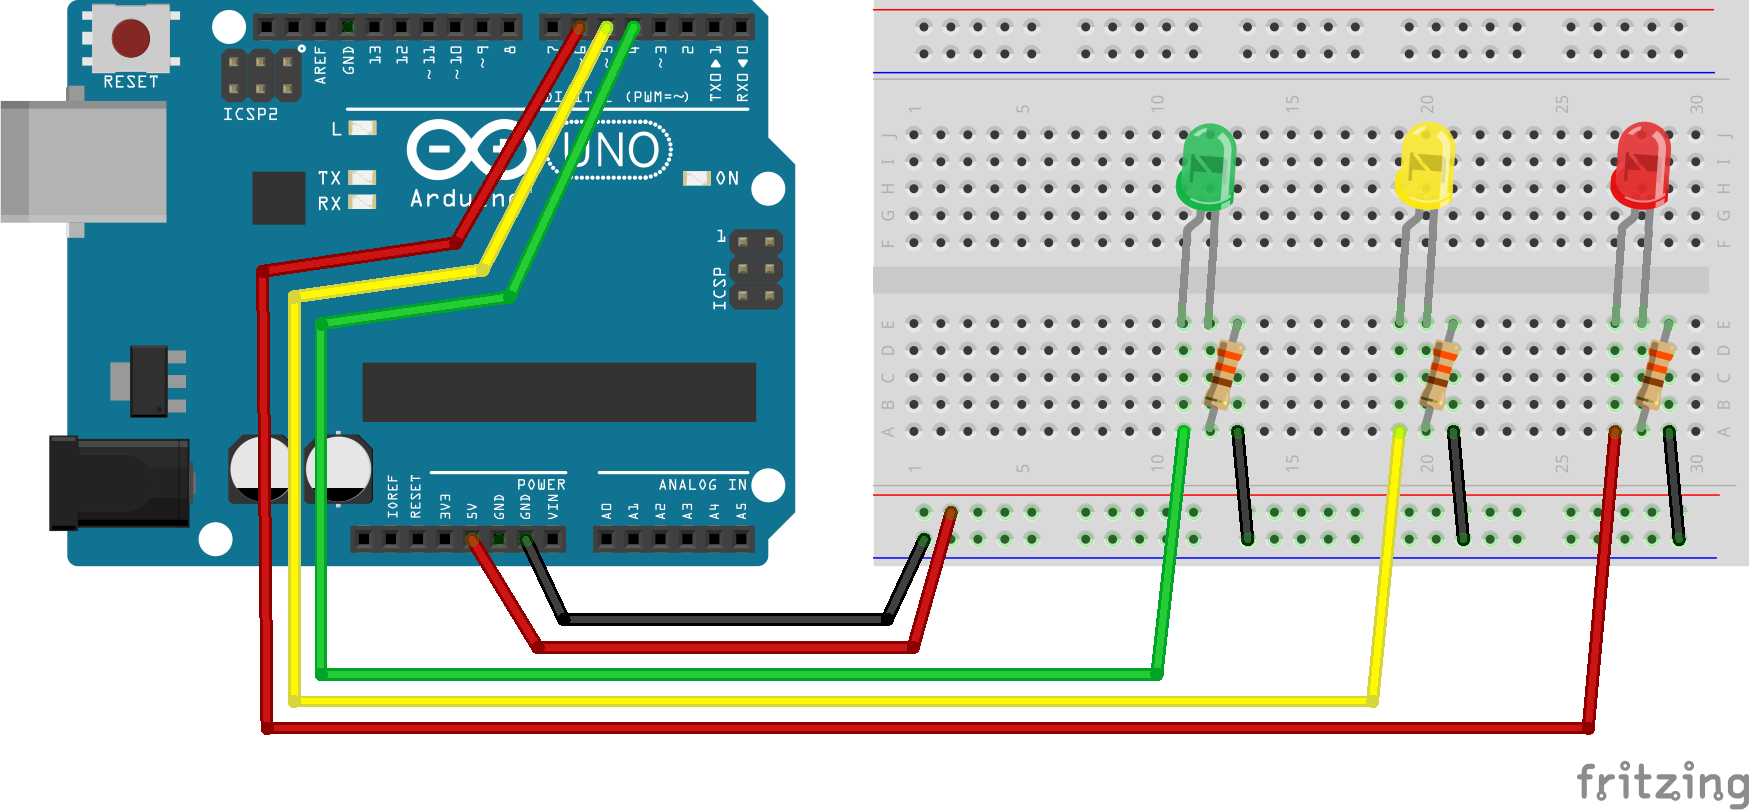 RESET
ICSP2
AREF
GND
13
12
~11
~10
~9
8
7
~5
4
~3
2
TX0▶1
RX0◀0
DIGITAL (PWM=~)
L
TX
RX
UNO
Arduino
ON
1
ICSP
IOREF
RESET
3V3
5V
GND
GND
VIN
POWER
ANALOG IN
A0
A1
A2
A3
A4
A5
1 5 10 15 20 25 30
J J
I I
H H
G G
F F
E E
D D
C C
B B
A A
1 5 10 15 20 25 30
fritzing